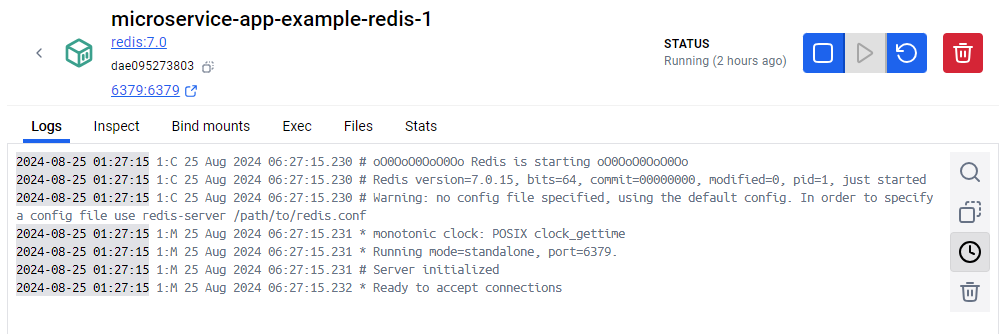 microservice-app-example-redis-1
redis:7.0
dae095273803
6379:6379
STATUS
Running (2 hours ago)
Logs
Inspect
Bind mounts
Exec
Files
Stats
2024-08-25 01:27:15 1:C 25 Aug 2024 06:27:15.230 # oO0OoO0OoO0Oo Redis is starting oO0OoO0OoO0Oo
2024-08-25 01:27:15 1:C 25 Aug 2024 06:27:15.230 # Redis version=7.0.15, bits=64, commit=00000000, modified=0, pid=1, just started
2024-08-25 01:27:15 1:C 25 Aug 2024 06:27:15.230 # Warning: no config file specified, using the default config. In order to specify
a config file use redis-server /path/to/redis.conf
2024-08-25 01:27:15 1:M 25 Aug 2024 06:27:15.231 * monotonic clock: POSIX clock_gettime
2024-08-25 01:27:15 1:M 25 Aug 2024 06:27:15.231 * Running mode=standalone, port=6379.
2024-08-25 01:27:15 1:M 25 Aug 2024 06:27:15.231 # Server initialized
2024-08-25 01:27:15 1:M 25 Aug 2024 06:27:15.232 * Ready to accept connections